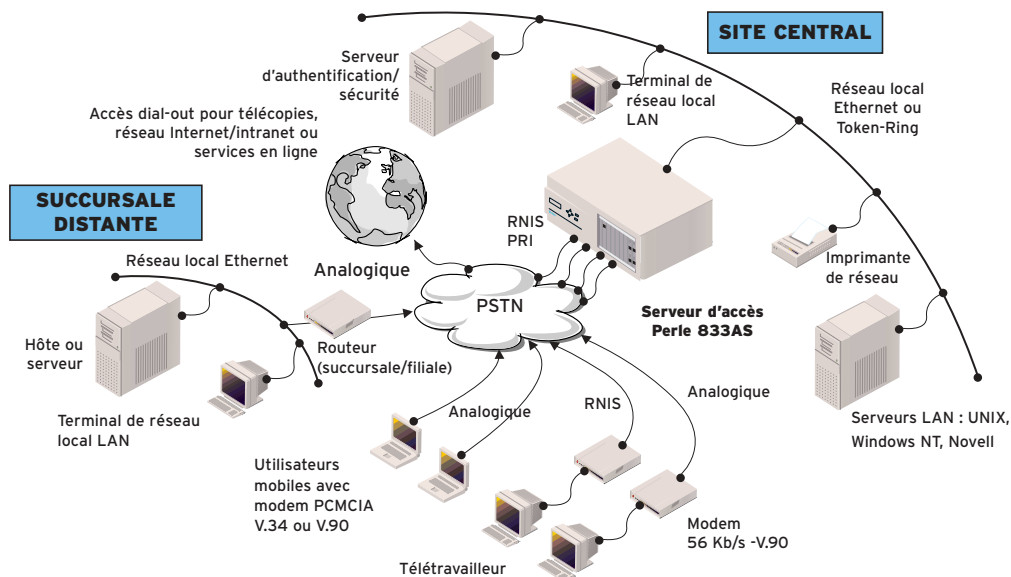 SITE CENTRAL
Serveur
d'authentification/
sécurité
Terminal de
réseau local
LAN
Réseau local
Ethernet ou
Token-Ring
Accès dial-out pour télécopies,
réseau Internet/intranet ou
services en ligne
SUCCURSALE
DISTANTE
RNIS
PRI
Imprimante
de réseau
Réseau local Ethernet
Analogique
PSTN
Serveur d'accès
Perle 833AS
Hôte ou
serveur
Routeur
(succursale/filiale)
Analogique
RNIS
Analogique
Terminal de réseau
local LAN
Serveurs LAN : UNIX,
Windows NT, Novell
Utilisateurs
mobiles avec
modem PCMCIA
V.34 ou V.90
Modem
56 Kb/s -V.90
Télétravailleur